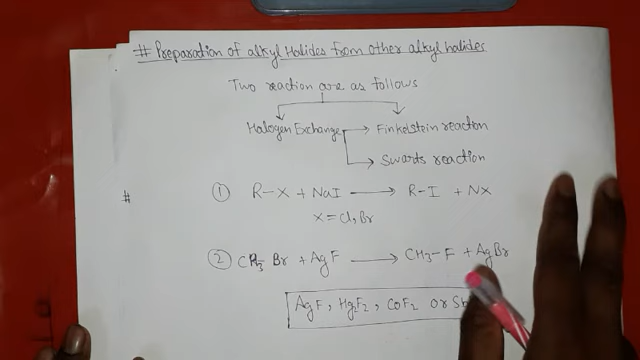 # Preparation of alkyl Halides from other alkyl halides
Two reaction are as follows
Halogen Exchange → Finkelstein reaction
→ Swarts reaction
#
① R-X + NaI → R-I + NX
X = Cl, Br
② CH3 Br + AgF → CH3-F + AgBr
AgF, Hg2F2, CoF2 or